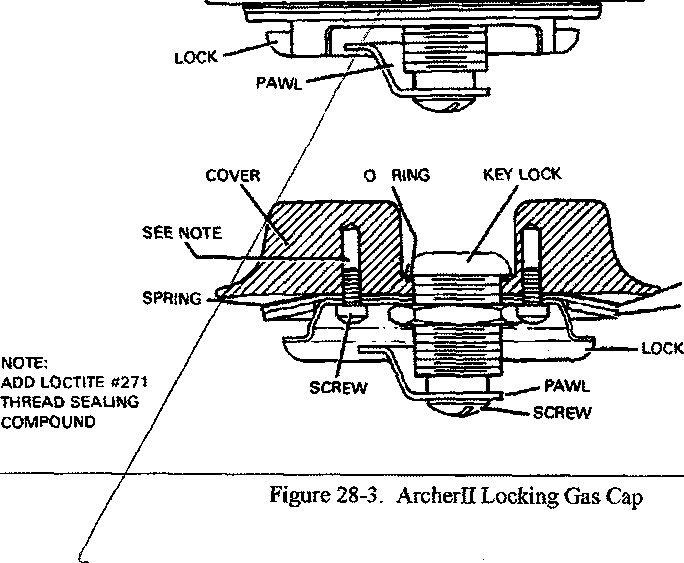 LOCK
PAWL
COVER
O RING
KEY LOCK
SEE NOTE
SPRING
LOCK
NOTE:
ADD LOCTITE #271
THREAD SEALING
COMPOUND
SCREW
PAWL
SCREW
Figure 28-3. ArcherII Locking Gas Cap